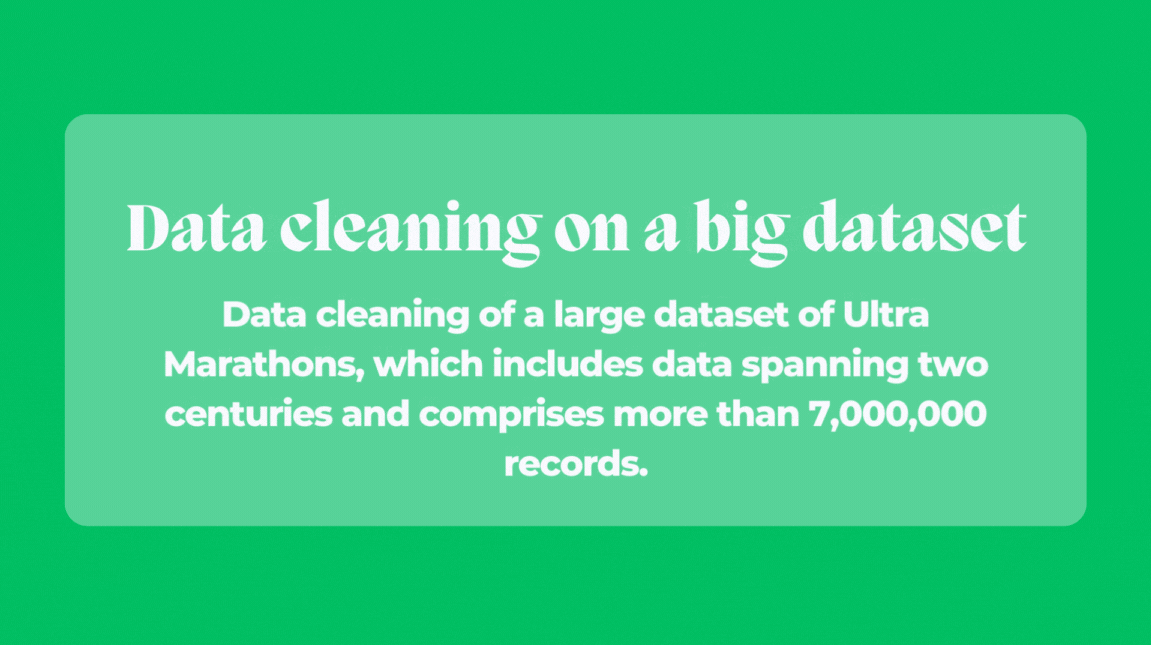 Data cleaning on a big dataset
Data cleaning of a large dataset of Ultra
Marathons, which includes data spanning two
centuries and comprises more than 7,000,000
records.